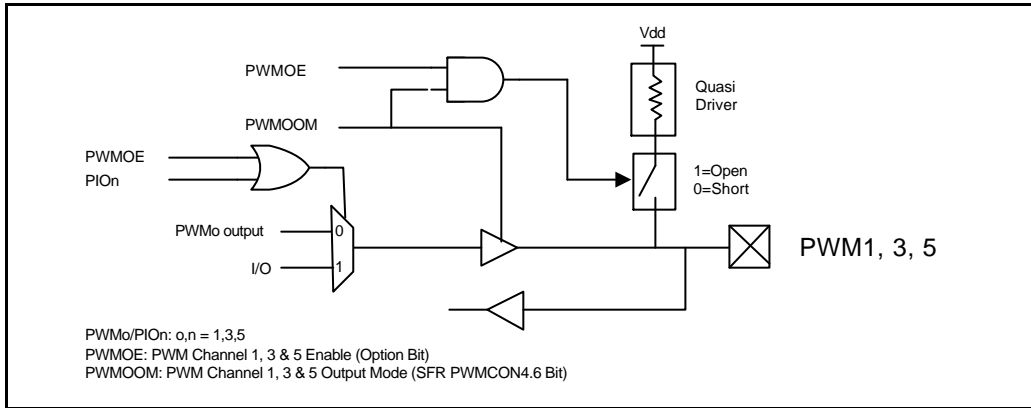 Vdd
PWMOE
Quasi
Driver
PWMOOM
PWMOE
PIOn
1=Open
0=Short
PWMo output
0
I/O
1
PWM1, 3, 5
PWMo/PIOn: o,n = 1,3,5
PWMOE: PWM Channel 1, 3 & 5 Enable (Option Bit)
PWMOOM: PWM Channel 1, 3 & 5 Output Mode (SFR PWMCON4.6 Bit)